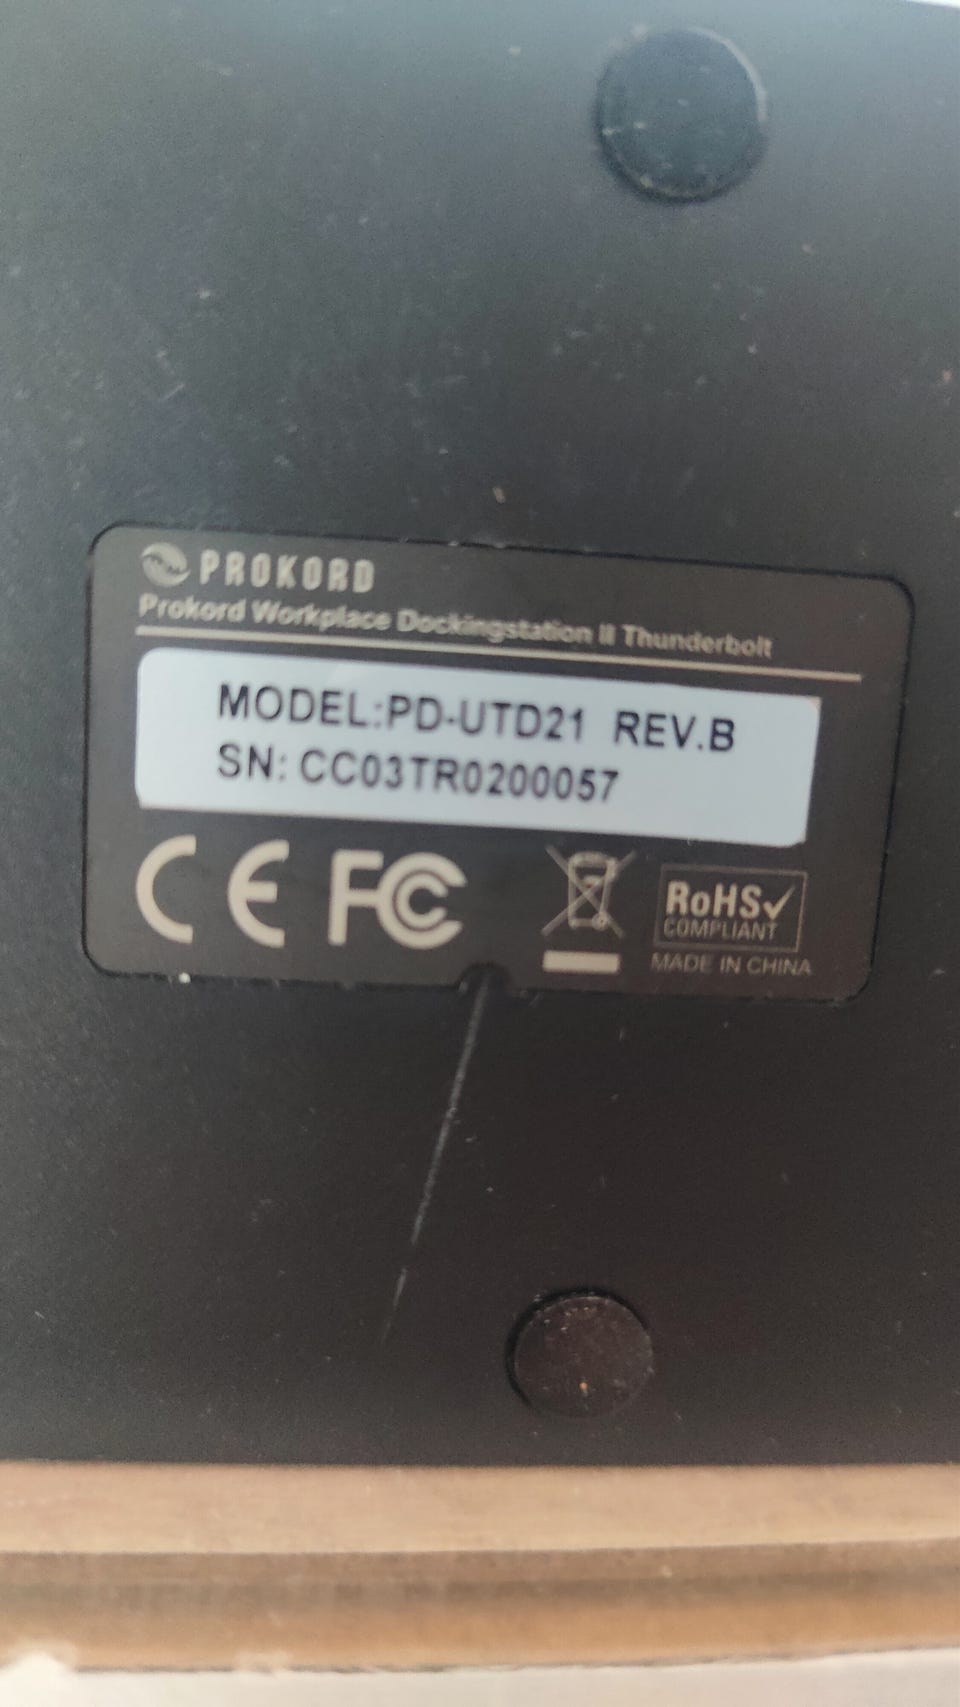 PROKORD
Prokord Workplace Dockingstation II Thunderbolt
MODEL:PD-UTD21 REV.B
SN: CC03TR0200057
CE FC
RoHS✓
COMPLIANT
MADE IN CHINA